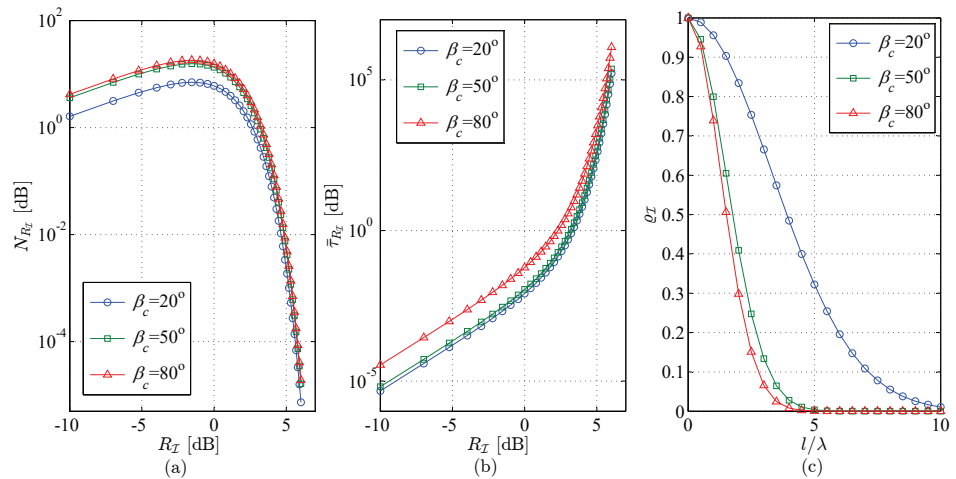 10^2
10^0
10^-2
10^-4
N_{R_ℐ} [dB]
β_c=20°
β_c=50°
β_c=80°
-10
-5
0
5
R_ℐ [dB]
(a)
10^5
10^0
10^-5
τ̄_{R_ℐ} [dB]
β_c=20°
β_c=50°
β_c=80°
-10
-5
0
5
R_ℐ [dB]
(b)
1
0.9
0.8
0.7
0.6
0.5
0.4
0.3
0.2
0.1
0
ϱ_ℐ
β_c=20°
β_c=50°
β_c=80°
0
5
10
l/λ
(c)